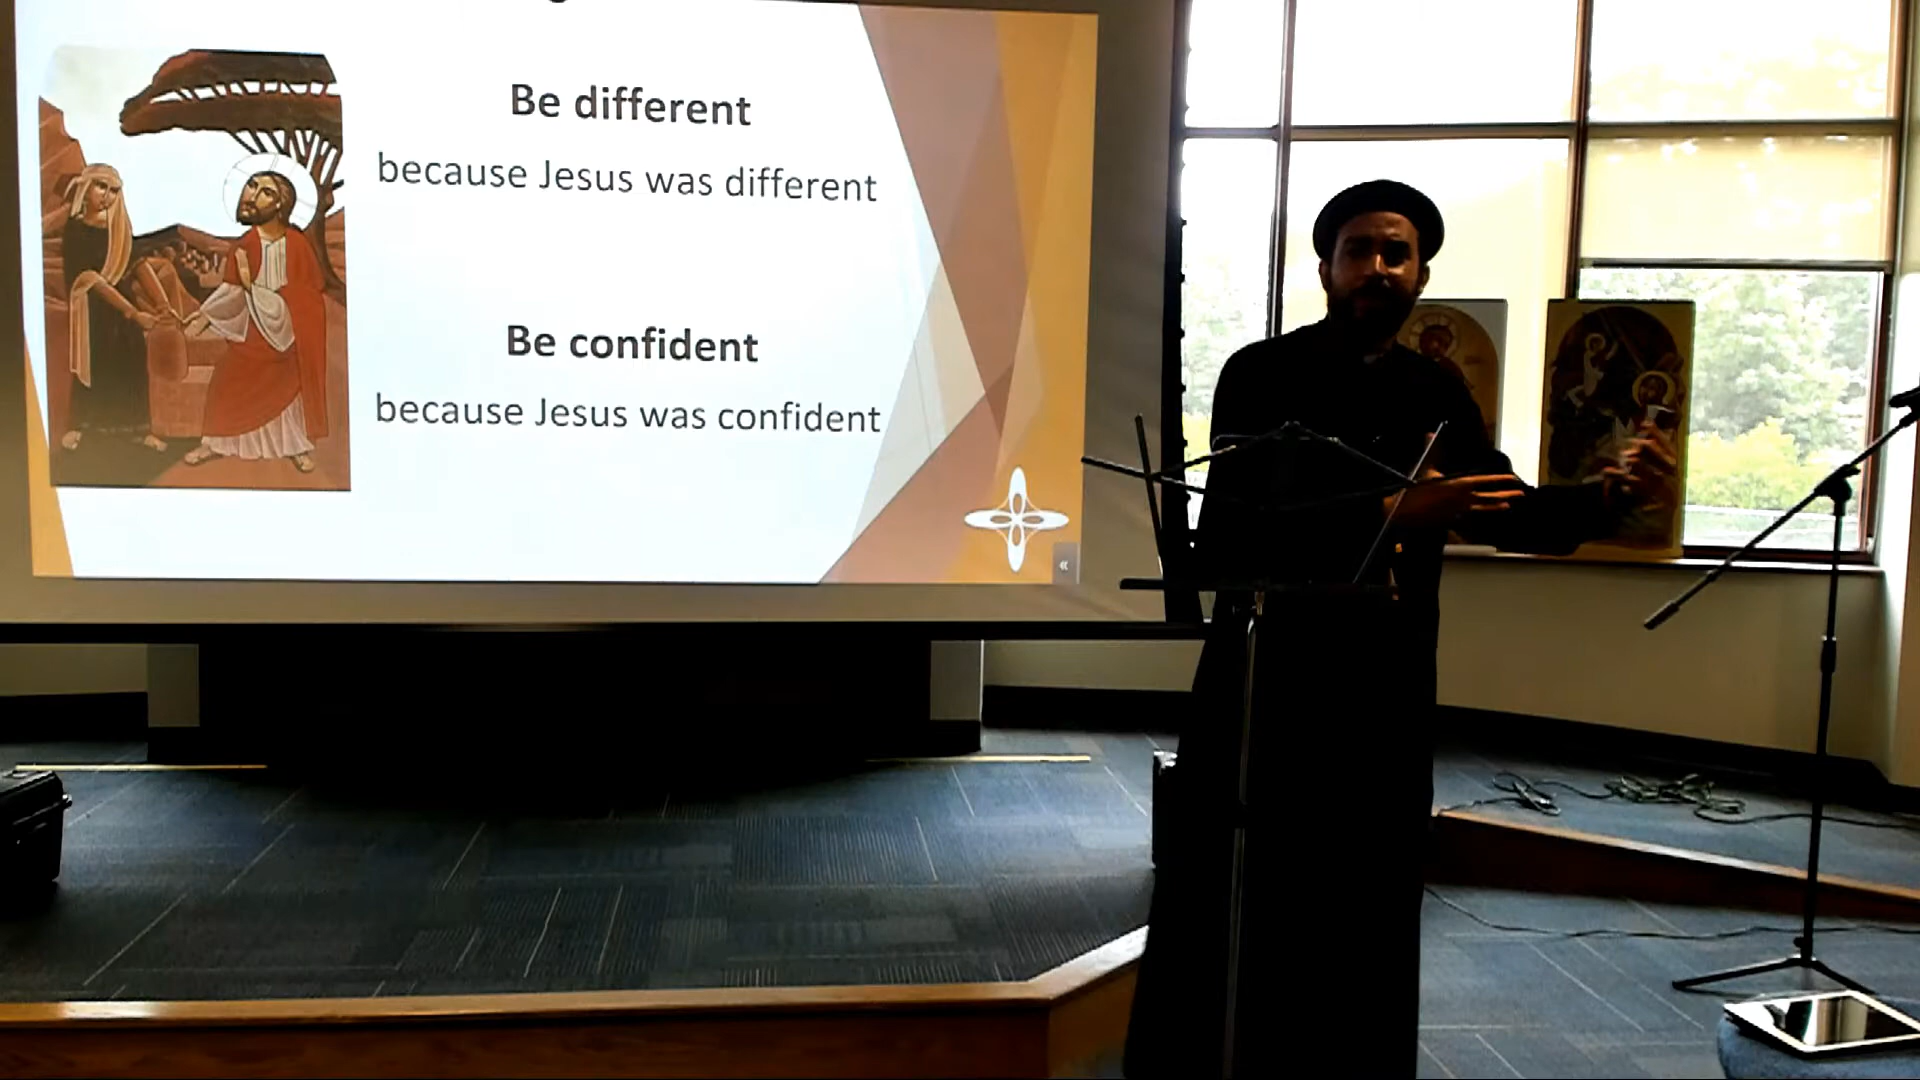 Be different
because Jesus was different
Be confident
because Jesus was confident